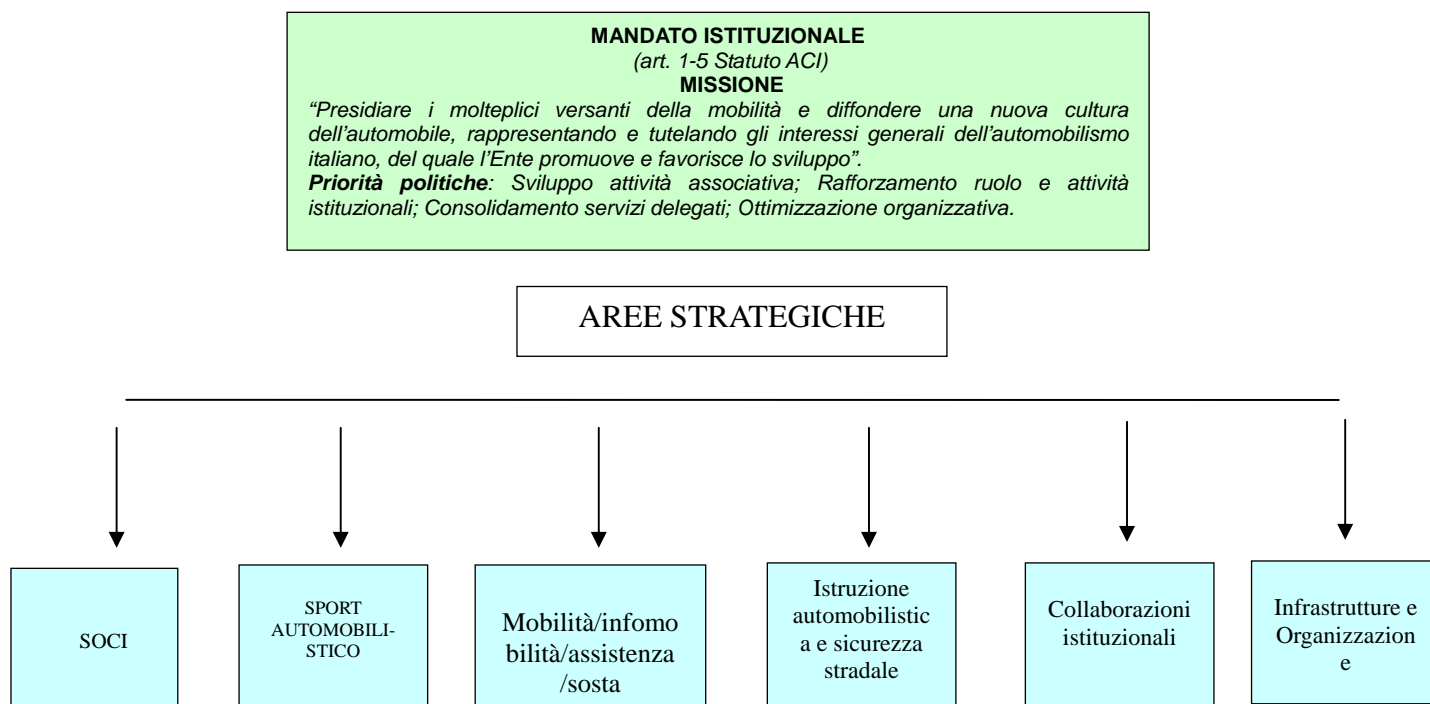 MANDATO ISTITUZIONALE
(art. 1-5 Statuto ACI)
MISSIONE
“Presidiare i molteplici versanti della mobilità e diffondere una nuova cultura
dell’automobile, rappresentando e tutelando gli interessi generali dell’automobilismo
italiano, del quale l’Ente promuove e favorisce lo sviluppo”.
Priorità politiche: Sviluppo attività associativa; Rafforzamento ruolo e attività
istituzionali; Consolidamento servizi delegati; Ottimizzazione organizzativa.
AREE STRATEGICHE
SOCI
SPORT
AUTOMOBILI-
STICO
Mobilità/infomo
bilità/assistenza
/sosta
Istruzione
automobilistic
a e sicurezza
stradale
Collaborazioni
istituzionali
Infrastrutture e
Organizzazion
e